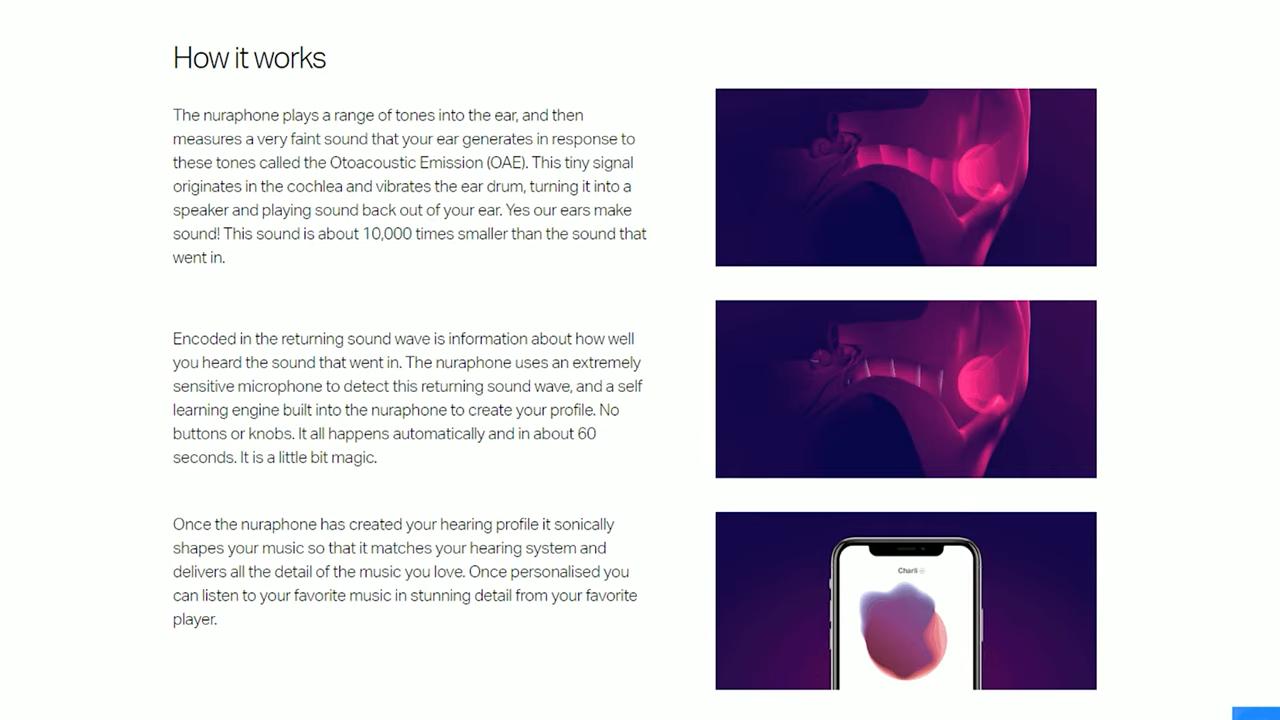 How it works
The nuraphone plays a range of tones into the ear, and then
measures a very faint sound that your ear generates in response to
these tones called the Otoacoustic Emission (OAE). This tiny signal
originates in the cochlea and vibrates the ear drum, turning it into a
speaker and playing sound back out of your ear. Yes our ears make
sound! This sound is about 10,000 times smaller than the sound that
went in.
Encoded in the returning sound wave is information about how well
you heard the sound that went in. The nuraphone uses an extremely
sensitive microphone to detect this returning sound wave, and a self
learning engine built into the nuraphone to create your profile. No
buttons or knobs. It all happens automatically and in about 60
seconds. It is a little bit magic.
Once the nuraphone has created your hearing profile it sonically
shapes your music so that it matches your hearing system and
delivers all the detail of the music you love. Once personalised you
can listen to your favorite music in stunning detail from your favorite
player.
Charli